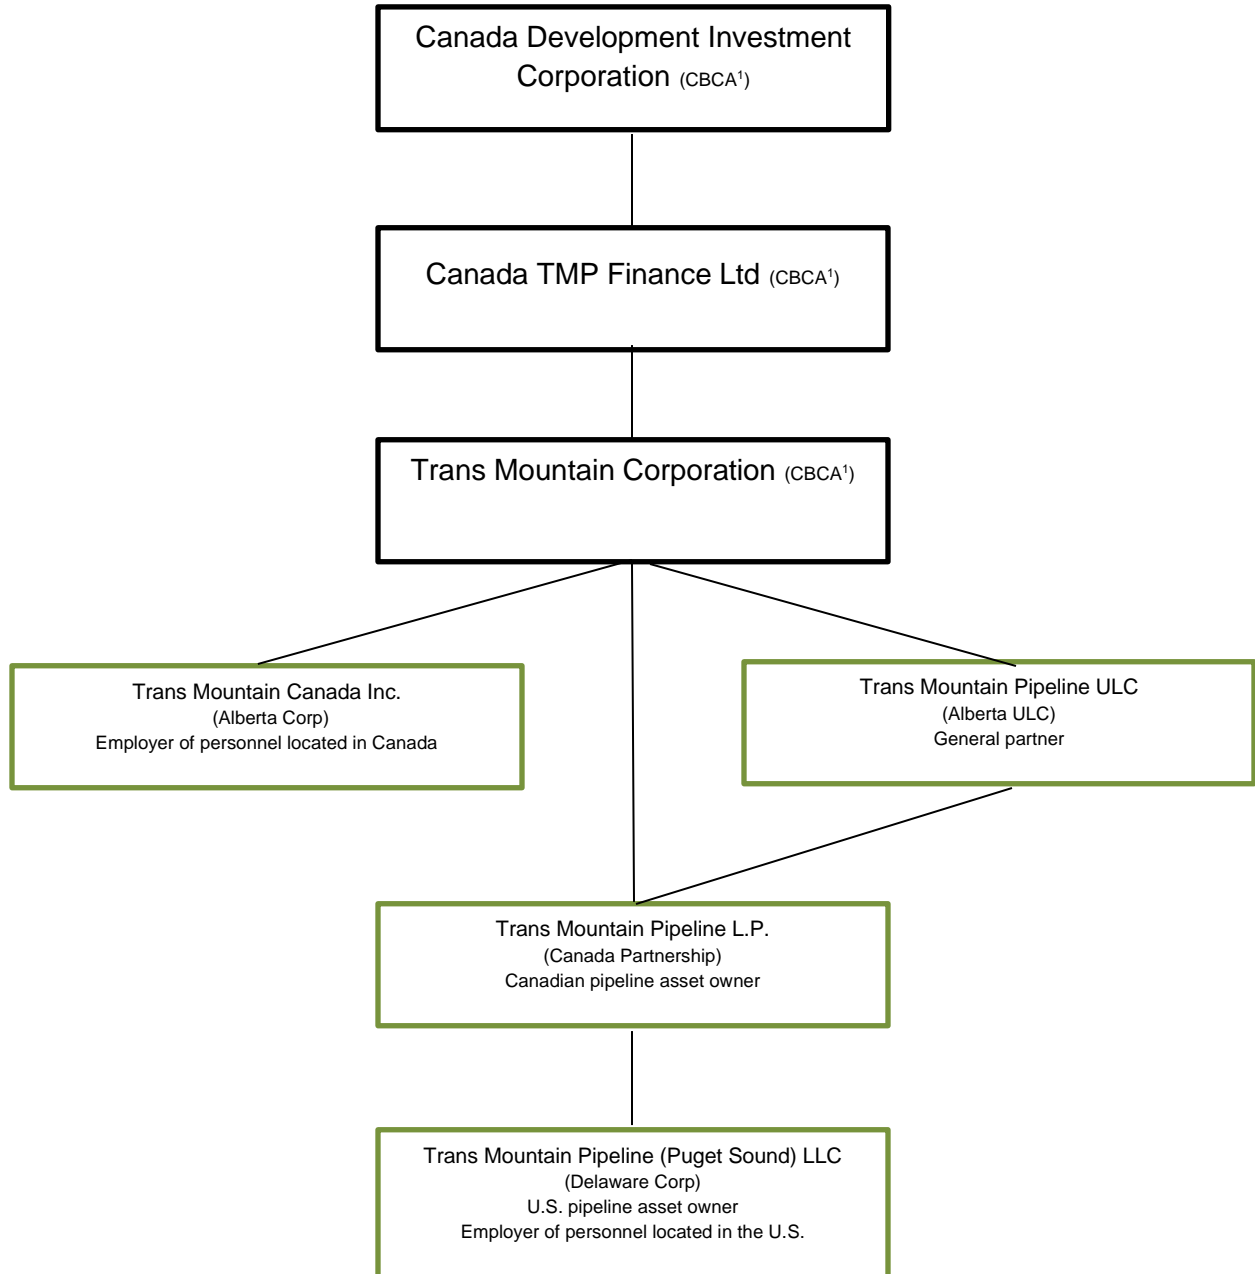 Canada Development Investment
Corporation (CBCA¹)
Canada TMP Finance Ltd (CBCA¹)
Trans Mountain Corporation (CBCA¹)
Trans Mountain Canada Inc.
(Alberta Corp)
Employer of personnel located in Canada
Trans Mountain Pipeline ULC
(Alberta ULC)
General partner
Trans Mountain Pipeline L.P.
(Canada Partnership)
Canadian pipeline asset owner
Trans Mountain Pipeline (Puget Sound) LLC
(Delaware Corp)
U.S. pipeline asset owner
Employer of personnel located in the U.S.